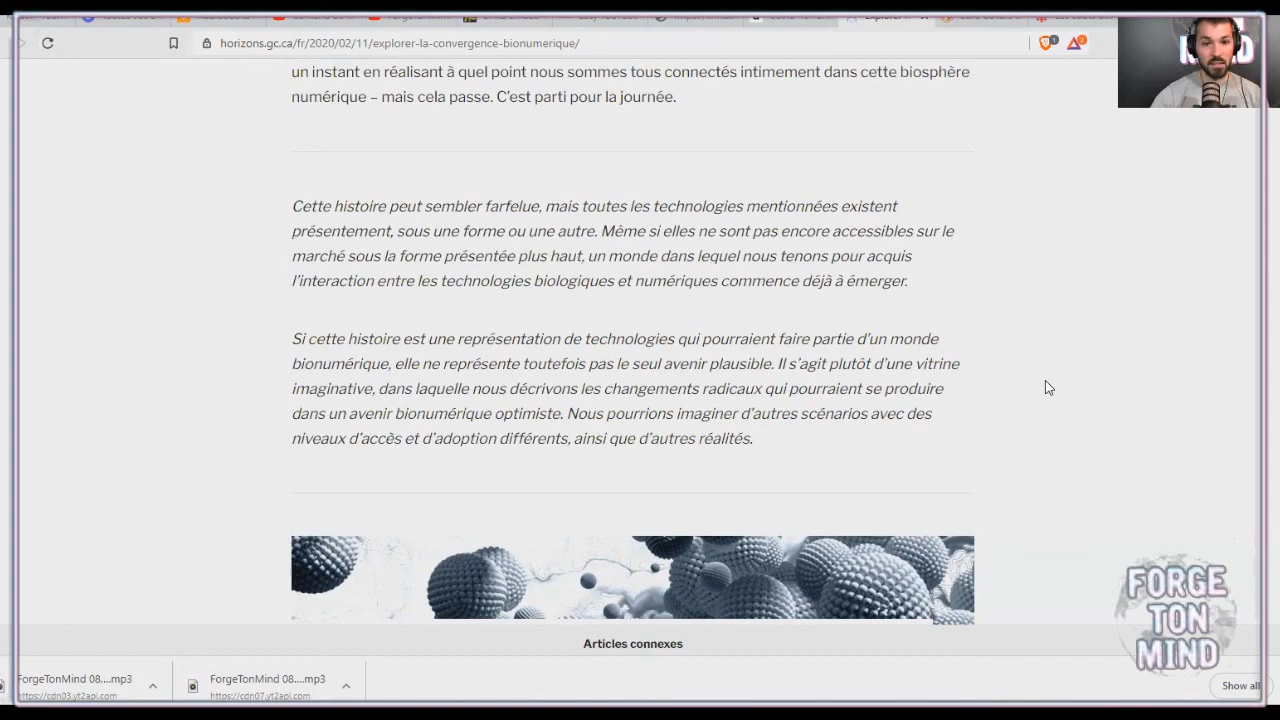 horizons.gc.ca/fr/2020/02/11/explorer-la-convergence-bionumerique/
1
2
un instant en réalisant à quel point nous sommes tous connectés intimement dans cette biosphère
numérique – mais cela passe. C'est parti pour la journée.
Cette histoire peut sembler farfelue, mais toutes les technologies mentionnées existent
présentement, sous une forme ou une autre. Même si elles ne sont pas encore accessibles sur le
marché sous la forme présentée plus haut, un monde dans lequel nous tenons pour acquis
l'interaction entre les technologies biologiques et numériques commence déjà à émerger.
Si cette histoire est une représentation de technologies qui pourraient faire partie d'un monde
bionumérique, elle ne représente toutefois pas le seul avenir plausible. Il s'agit plutôt d'une vitrine
imaginative, dans laquelle nous décrivons les changements radicaux qui pourraient se produire
dans un avenir bionumérique optimiste. Nous pourrions imaginer d'autres scénarios avec des
niveaux d'accès et d'adoption différents, ainsi que d'autres réalités.
FORGE
TON
MIND
Articles connexes
ForgeTonMind 08....mp3
https://cdn03.yt2api.com
ForgeTonMind 08....mp3
https://cdn07.yt2api.com
Show all